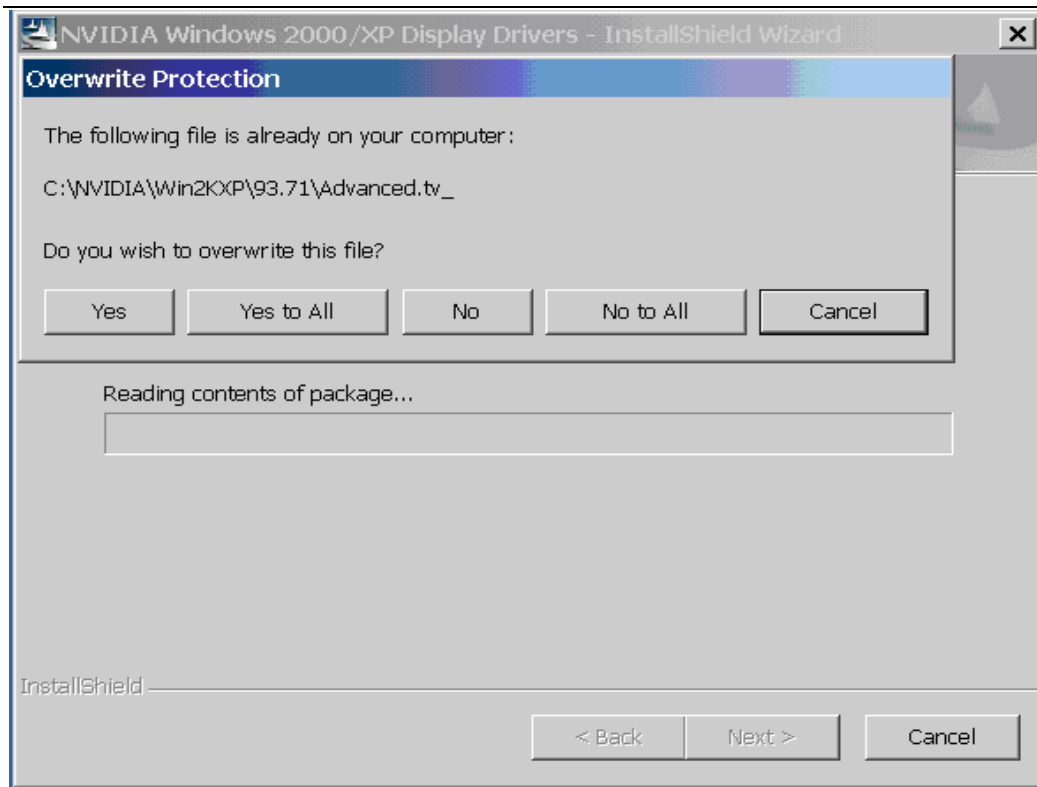 NVIDIA Windows 2000/XP Display Drivers - InstallShield Wizard
Overwrite Protection
The following file is already on your computer:
C:\NVIDIA\Win2KXP\93.71\Advanced.tv_
Do you wish to overwrite this file?
Yes Yes to All No No to All Cancel
Reading contents of package...
InstallShield
< Back Next > Cancel